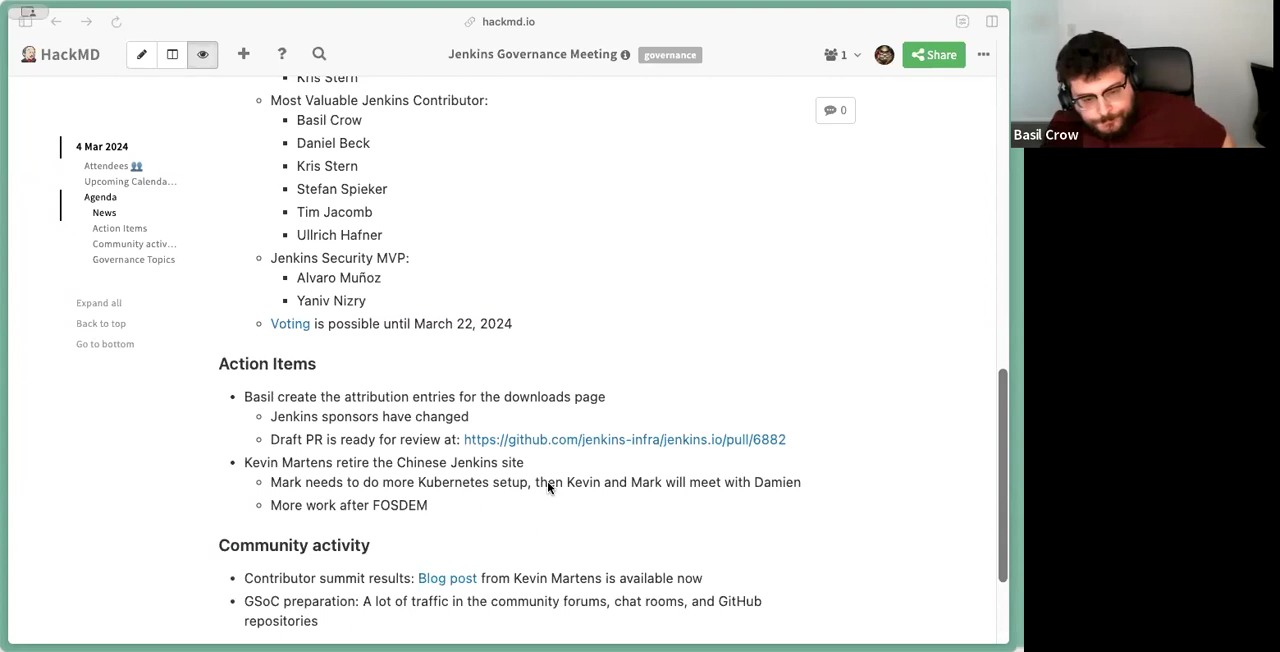 hackmd.io
HackMD
Jenkins Governance Meeting
governance
1
Share
Basil Crow
4 Mar 2024
Attendees 👥
Upcoming Calenda…
Agenda
News
Action Items
Community activ…
Governance Topics
Expand all
Back to top
Go to bottom
Kris Stern
Most Valuable Jenkins Contributor:
0
Basil Crow
Daniel Beck
Kris Stern
Stefan Spieker
Tim Jacomb
Ullrich Hafner
Jenkins Security MVP:
Alvaro Muñoz
Yaniv Nizry
Voting is possible until March 22, 2024
Action Items
Basil create the attribution entries for the downloads page
Jenkins sponsors have changed
Draft PR is ready for review at: https://github.com/jenkins-infra/jenkins.io/pull/6882
Kevin Martens retire the Chinese Jenkins site
Mark needs to do more Kubernetes setup, then Kevin and Mark will meet with Damien
More work after FOSDEM
Community activity
Contributor summit results: Blog post from Kevin Martens is available now
GSoC preparation: A lot of traffic in the community forums, chat rooms, and GitHub
repositories